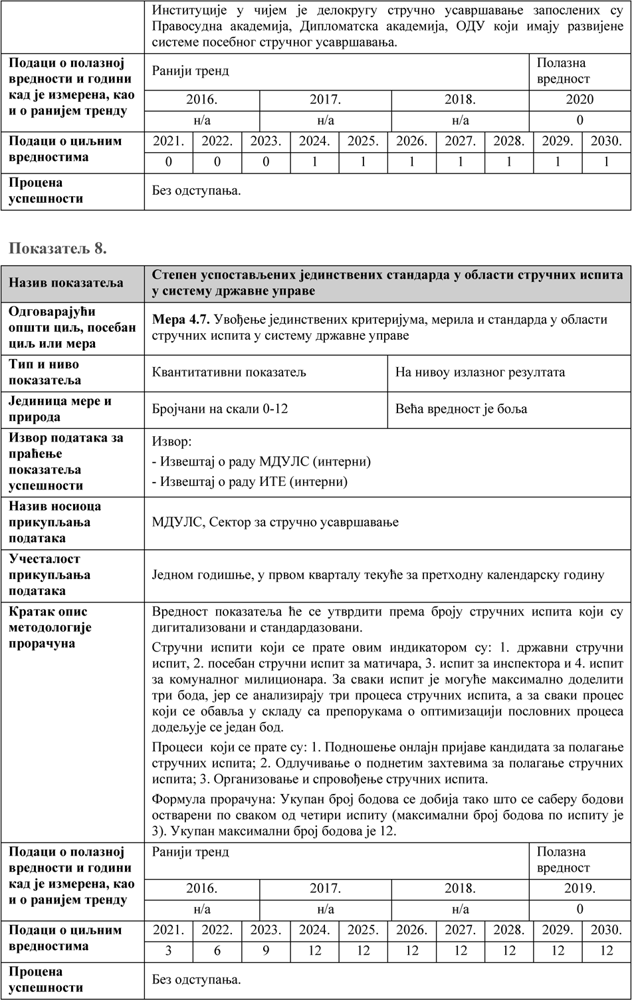 Институције у чијем је делокругу стручно усавршавање запослених су
Правосудна академија, Дипломатска академија, ОДУ који имају развијене
системе посебног стручног усавршавања.
Подаци о полазној
вредности и години
кад је измерена, као
и о ранијем тренду
Ранији тренд
Полазна
вредност
2016. 2017. 2018. 2020
н/а н/а н/а 0
Подаци о циљним
вредностима
2021. 2022. 2023. 2024. 2025. 2026. 2027. 2028. 2029. 2030.
0 0 0 1 1 1 1 1 1 1
Процена
успешности
Без одступања.
Показатељ 8.
Назив показатеља
Степен успостављених јединствених стандарда у области стручних испита
у систему државне управе
Одговарајући
општи циљ, посебан
циљ или мера
Мера 4.7. Увођење јединствених критеријума, мерила и стандарда у области
стручних испита у систему државне управе
Тип и ниво
показатеља
Квантитативни показатељ
На нивоу излазног резултата
Јединица мере и
природа
Бројчани на скали 0-12
Већа вредност је боља
Извор података за
праћење
показатеља
успешности
Извор:
- Извештај о раду МДУЛС (интерни)
- Извештај о раду ИТЕ (интерни)
Назив носиоца
прикупљања
података
МДУЛС, Сектор за стручно усавршавање
Учесталост
прикупљања
података
Једном годишње, у првом кварталу текуће за претходну календарску годину
Кратак опис
методологије
прорачуна
Вредност показатеља ће се утврдити према броју стручних испита који су
дигитализовани и стандардазовани.
Стручни испити који се прате овим индикатором су: 1. државни стручни
испит, 2. посебан стручни испит за матичара, 3. испит за инспектора и 4. испит
за комуналног милиционара. За сваки испит је могуће максимално доделити
три бода, јер се анализирају три процеса стручних испита, а за сваки процес
који се обавља у складу са препорукама о оптимизацији пословних процеса
додељује се један бод.
Процеси који се прате су: 1. Подношење онлајн пријаве кандидата за полагање
стручних испита; 2. Одлучивање о поднетим захтевима за полагање стручних
испита; 3. Организовање и спровођење стручних испита.
Формула прорачуна: Укупан број бодова се добија тако што се саберу бодови
остварени по сваком од четири испиту (максимални број бодова по испиту је
3). Укупан максимални број бодова је 12.
Подаци о полазној
вредности и години
кад је измерена, као
и о ранијем тренду
Ранији тренд
Полазна
вредност
2016. 2017. 2018. 2019.
н/а н/а н/а 0
Подаци о циљним
вредностима
2021. 2022. 2023. 2024. 2025. 2026. 2027. 2028. 2029. 2030.
3 6 9 12 12 12 12 12 12 12
Процена
успешности
Без одступања.